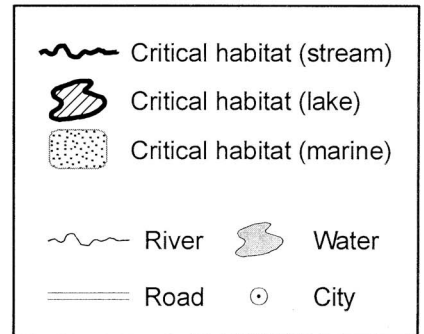 Critical habitat (stream)
Critical habitat (lake)
Critical habitat (marine)
River
Water
Road
City